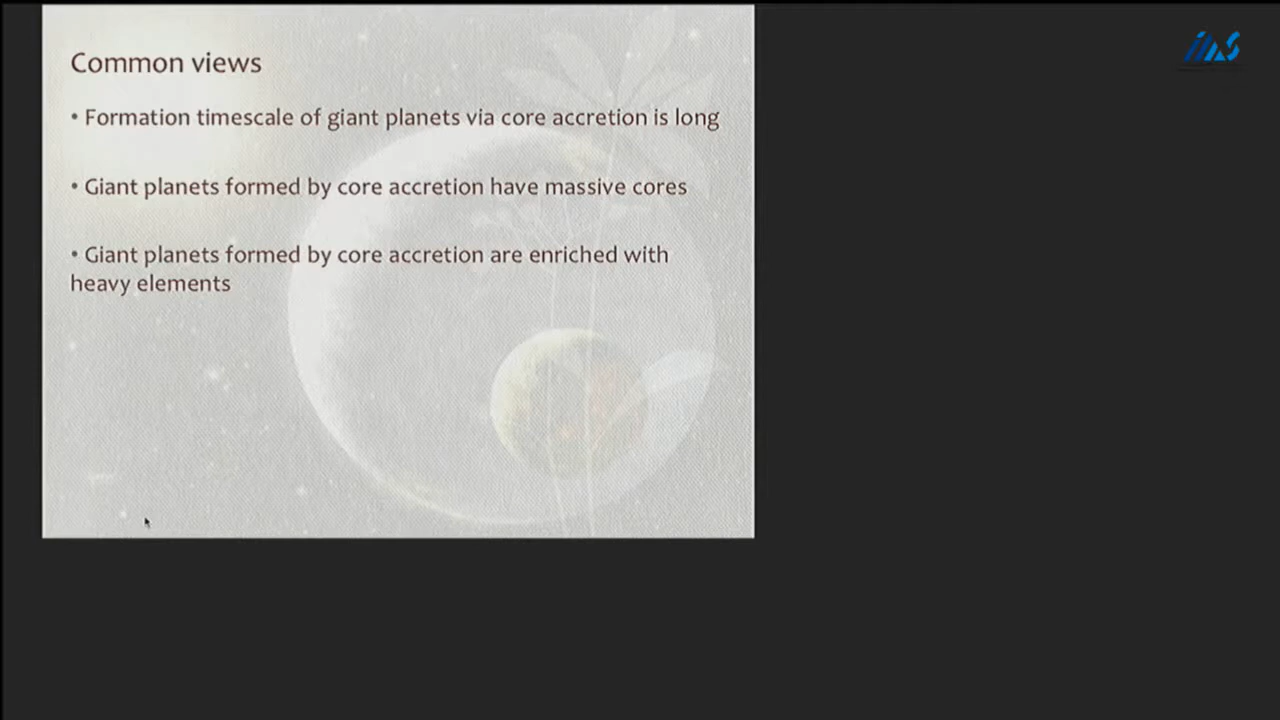 Common views
• Formation timescale of giant planets via core accretion is long
• Giant planets formed by core accretion have massive cores
• Giant planets formed by core accretion are enriched with
heavy elements